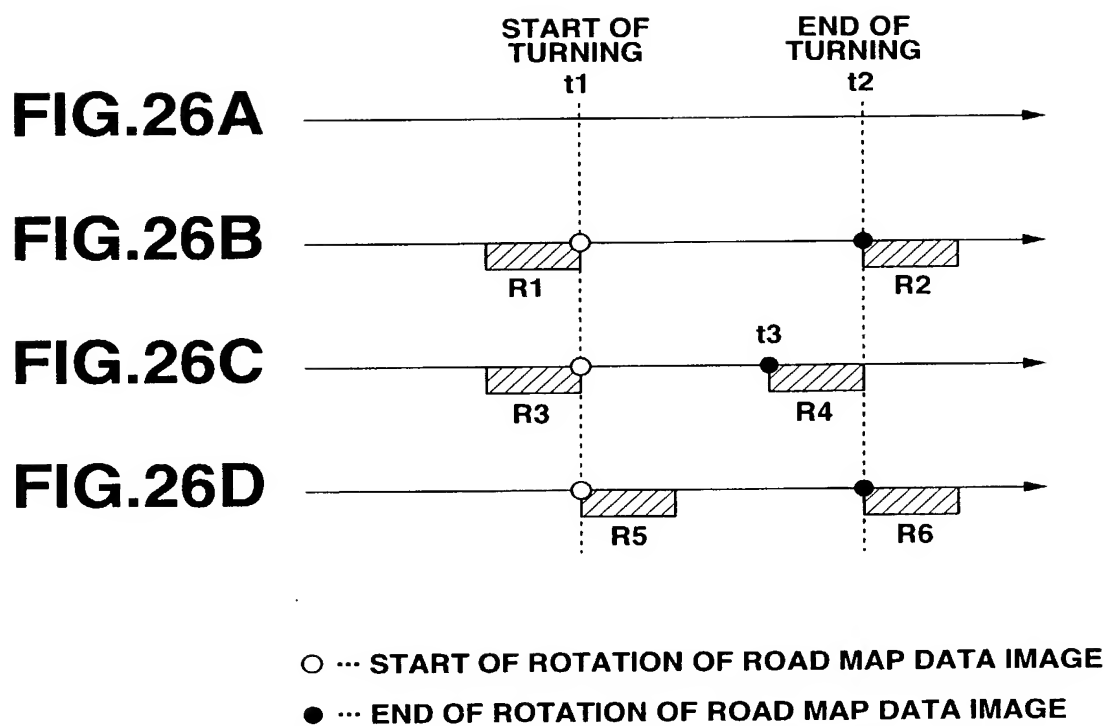 START OF
TURNING
t1
END OF
TURNING
t2
FIG.26A
FIG.26B
R1
R2
FIG.26C
t3
R3
R4
FIG.26D
R5
R6
○ ··· START OF ROTATION OF ROAD MAP DATA IMAGE
● ··· END OF ROTATION OF ROAD MAP DATA IMAGE